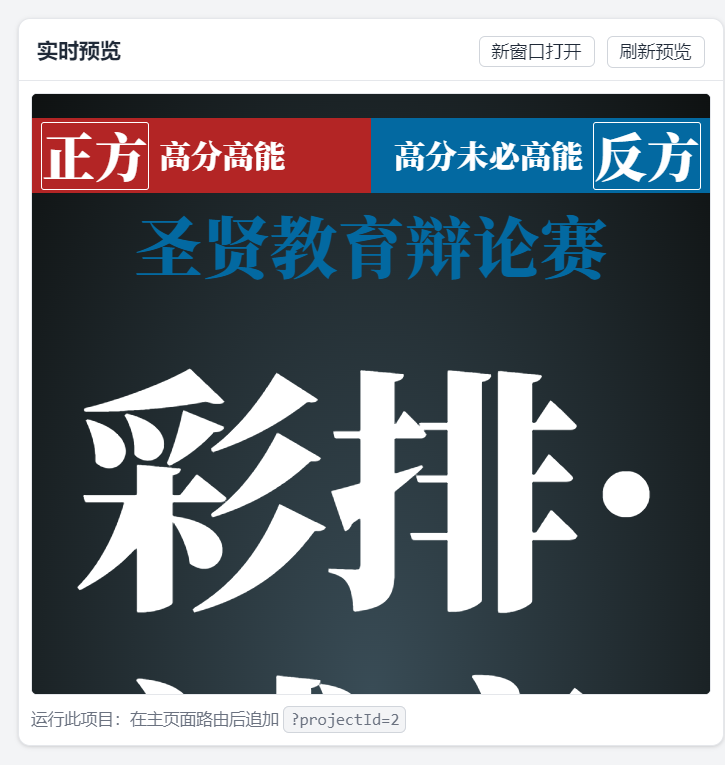 实时预览
新窗口打开 刷新预览
正方 高分高能 高分未必高能 反方
圣贤教育辩论赛
彩排·
运行此项目：在主页面路由后追加 ?projectId=2